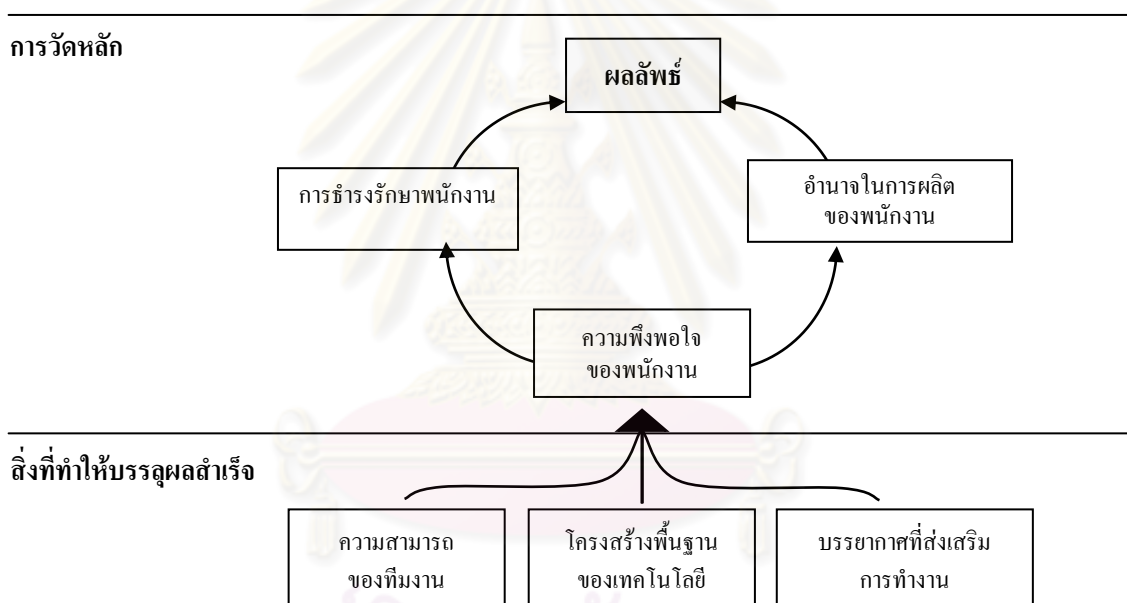 การวัดหลัก
ผลลัพธ์
การธำรงรักษาพนักงาน
อำนาจในการผลิต
ของพนักงาน
ความพึงพอใจ
ของพนักงาน
สิ่งที่ทำให้บรรลุผลสำเร็จ
ความสามารถ
ของทีมงาน
โครงสร้างพื้นฐาน
ของเทคโนโลยี
บรรยากาศที่ส่งเสริม
การทำงาน